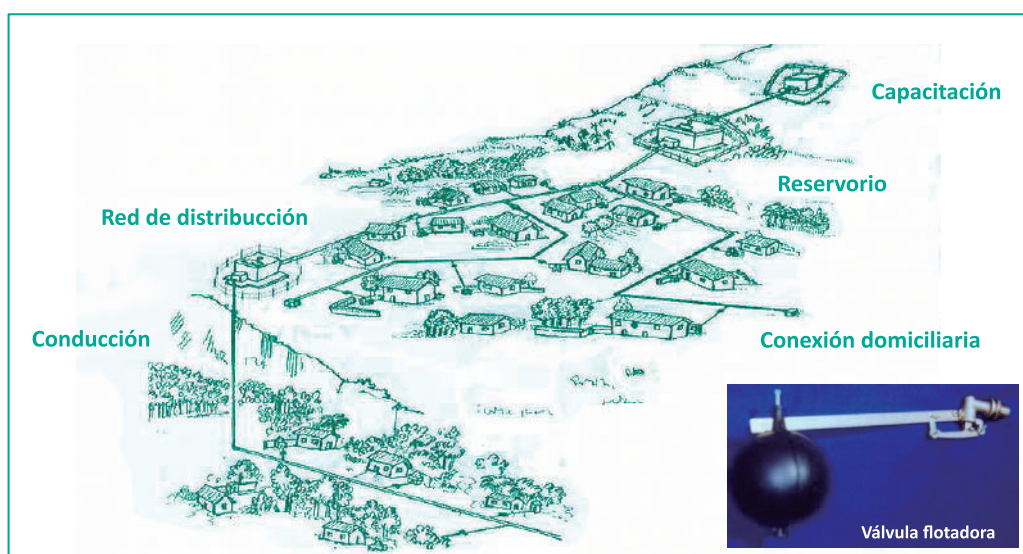 Capacitación
Reservorio
Red de distribucción
Conducción
Conexión domiciliaria
Válvula flotadora